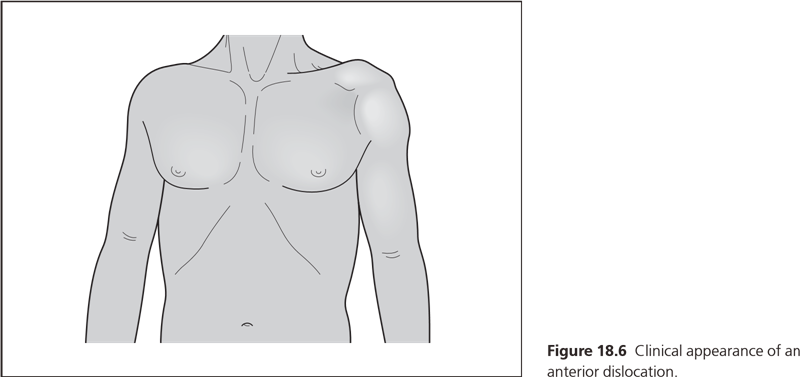 Figure 18.6 Clinical appearance of an
anterior dislocation.